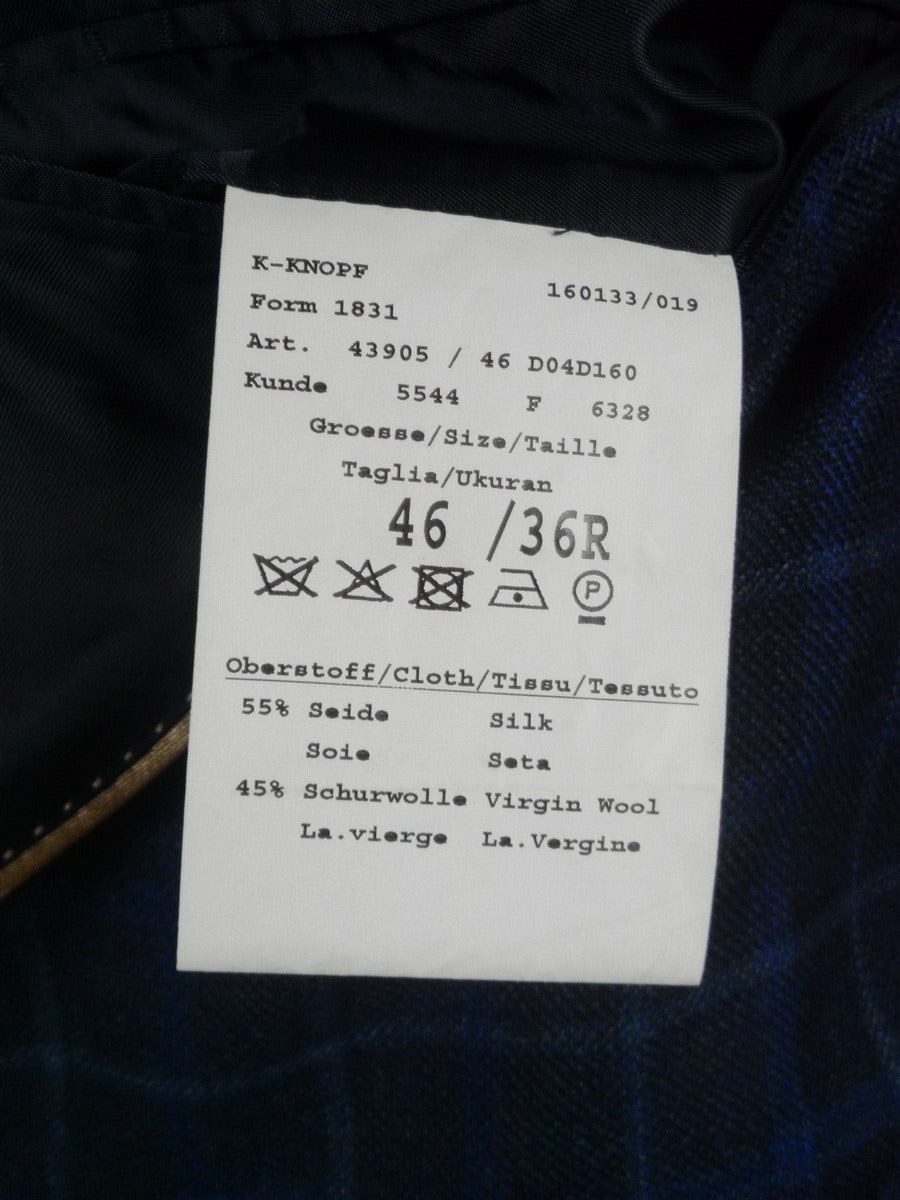 K-KNOPF 160133/019
Form 1831
Art. 43905 / 46 D04D160
Kunde 5544 F 6328
Groesse/Size/Taille
Taglia/Ukuran
46 /36R
P
Oberstoff/Cloth/Tissu/Tessuto
55% Seide Silk
Soie Seta
45% Schurwolle Virgin Wool
La.vierge La.Vergine